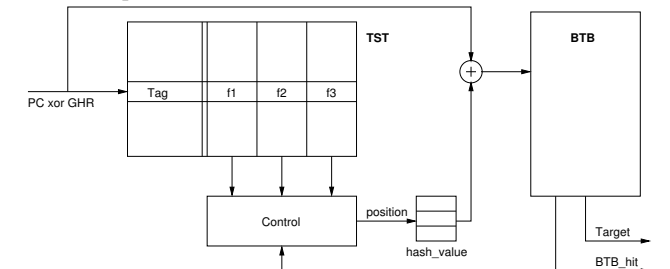 TST
BTB
+
Tag f1 f2 f3
PC xor GHR
position
Control
hash_value
Target
BTB_hit